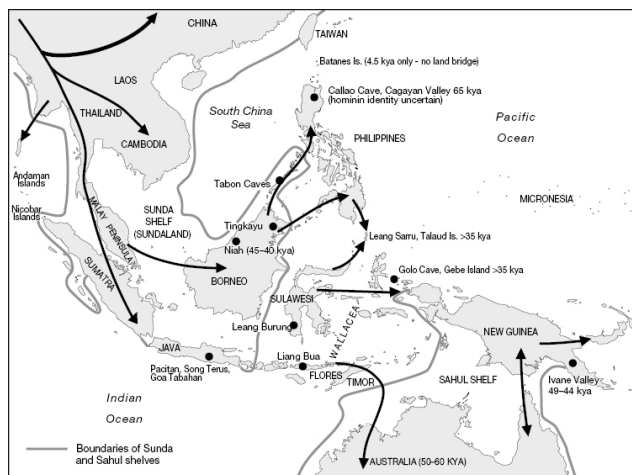 CHINA
TAIWAN
Batanes Is. (4.5 kya only - no land bridge)
LAOS
Callao Cave, Cagayan Valley 65 kya
(hominin identity uncertain)
THAILAND
South China
Sea
Pacific
Ocean
PHILIPPINES
CAMBODIA
Andaman
Islands
Tabon Caves
MICRONESIA
Nicobar
Islands
MALAY PENINSULA
SUNDA
SHELF
(SUNDALAND)
Tingkayu
Leang Sarru, Talaud Is. >35 kya
Niah (45–40 kya)
SUMATRA
BORNEO
Golo Cave, Gebe Island >35 kya
SULAWESI
WALLACEA
Leang Burung
NEW GUINEA
JAVA
Liang Bua
Pacitan, Song Terus,
Goa Tabahan
FLORES
TIMOR
SAHUL SHELF
Ivane Valley
49–44 kya
Indian
Ocean
Boundaries of Sunda
and Sahul shelves
AUSTRALIA (50–60 KYA)